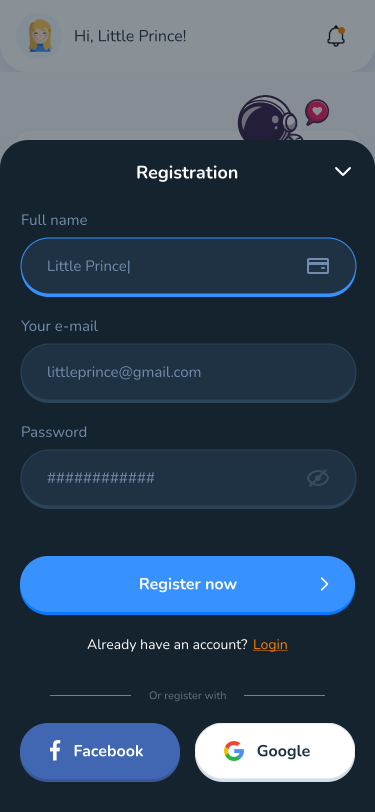 Hi, Little Prince!
Registration
Full name
Little Prince
Your e-mail
littleprince@gmail.com
Password
############
Register now
Already have an account? Login
Or register with
Facebook
Google